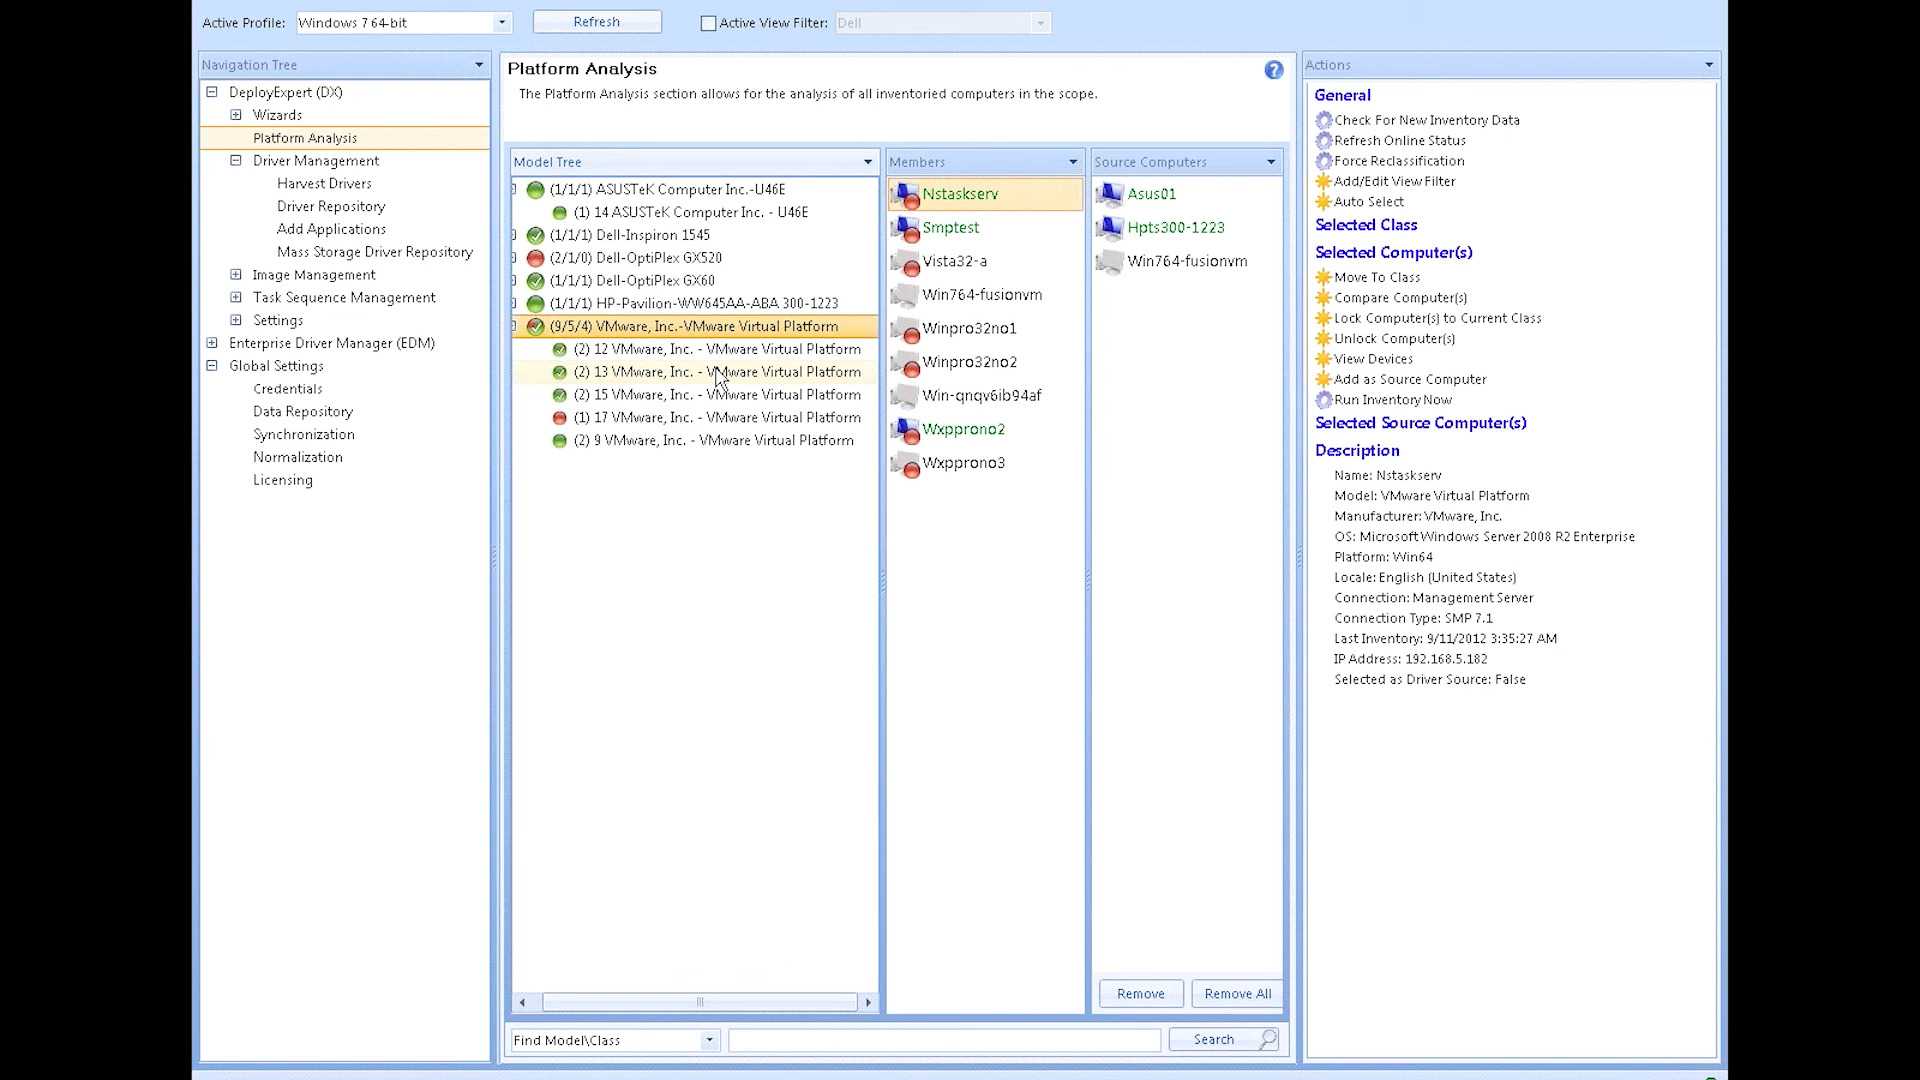 Active Profile: Windows 7 64-bit Refresh Active View Filter: Dell
Navigation Tree
DeployExpert (DX)
Wizards
Platform Analysis
Driver Management
Harvest Drivers
Driver Repository
Add Applications
Mass Storage Driver Repository
Image Management
Task Sequence Management
Settings
Enterprise Driver Manager (EDM)
Global Settings
Credentials
Data Repository
Synchronization
Normalization
Licensing
Platform Analysis
The Platform Analysis section allows for the analysis of all inventoried computers in the scope.
Model Tree
(1/1/1) ASUSTeK Computer Inc.-U46E
(1) 14 ASUSTeK Computer Inc. - U46E
(1/1/1) Dell-Inspiron 1545
(2/1/0) Dell-OptiPlex GX520
(1/1/1) Dell-OptiPlex GX60
(1/1/1) HP-Pavilion-WW645AA-ABA 300-1223
(9/5/4) VMware, Inc.-VMware Virtual Platform
(2) 12 VMware, Inc. - VMware Virtual Platform
(2) 13 VMware, Inc. - VMware Virtual Platform
(2) 15 VMware, Inc. - VMware Virtual Platform
(1) 17 VMware, Inc. - VMware Virtual Platform
(2) 9 VMware, Inc. - VMware Virtual Platform
Members
Nstaskserv
Smptest
Vista32-a
Win764-fusionvm
Winpro32no1
Winpro32no2
Win-qnqv6ib94af
Wxpprono2
Wxpprono3
Source Computers
Asus01
Hpts300-1223
Win764-fusionvm
Remove Remove All
Find Model\Class Search
Actions
General
Check For New Inventory Data
Refresh Online Status
Force Reclassification
Add/Edit View Filter
Auto Select
Selected Class
Selected Computer(s)
Move To Class
Compare Computer(s)
Lock Computer(s) to Current Class
Unlock Computer(s)
View Devices
Add as Source Computer
Run Inventory Now
Selected Source Computer(s)
Description
Name: Nstaskserv
Model: VMware Virtual Platform
Manufacturer: VMware, Inc.
OS: Microsoft Windows Server 2008 R2 Enterprise
Platform: Win64
Locale: English (United States)
Connection: Management Server
Connection Type: SMP 7.1
Last Inventory: 9/11/2012 3:35:27 AM
IP Address: 192.168.5.182
Selected as Driver Source: False